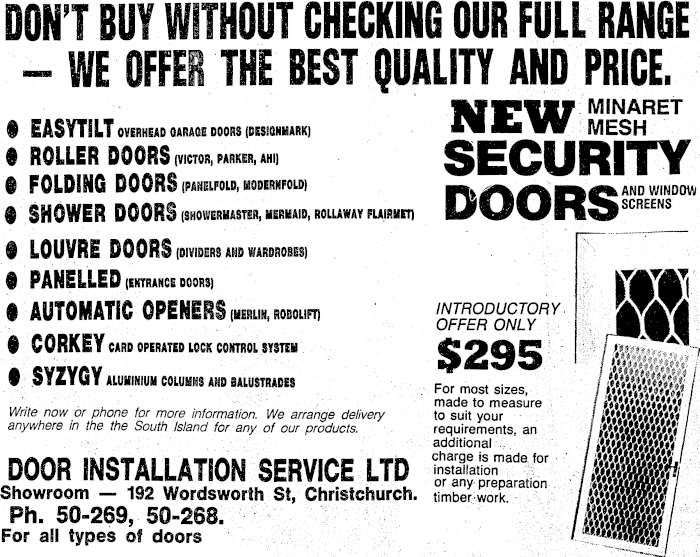 DON'T BUY WITHOUT CHECKING OUR FULL RANGE
— WE OFFER THE BEST QUALITY AND PRICE.
● EASYTILT OVERHEAD GARAGE DOORS (DESIGNMARK)
● ROLLER DOORS (VICTOR, PARKER, AHI)
● FOLDING DOORS (PANELFOLD, MODERNFOLD)
● SHOWER DOORS (SHOWERMASTER, MERMAID, ROLLAWAY FLAIRMET)
● LOUVRE DOORS (DIVIDERS AND WARDROBES)
● PANELLED (ENTRANCE DOORS)
● AUTOMATIC OPENERS (MERLIN, ROBOLIFT)
● CORKEY CARD OPERATED LOCK CONTROL SYSTEM
● SYZYGY ALUMINIUM COLUMNS AND BALUSTRADES
Write now or phone for more information. We arrange delivery
anywhere in the the South Island for any of our products.
DOOR INSTALLATION SERVICE LTD
Showroom — 192 Wordsworth St, Christchurch.
Ph. 50-269, 50-268.
For all types of doors
NEW MINARET
MESH
SECURITY
DOORS AND WINDOW
SCREENS
INTRODUCTORY
OFFER ONLY
$295
For most sizes,
made to measure
to suit your
requirements, an
additional
charge is made for
installation
or any preparation
timber work.